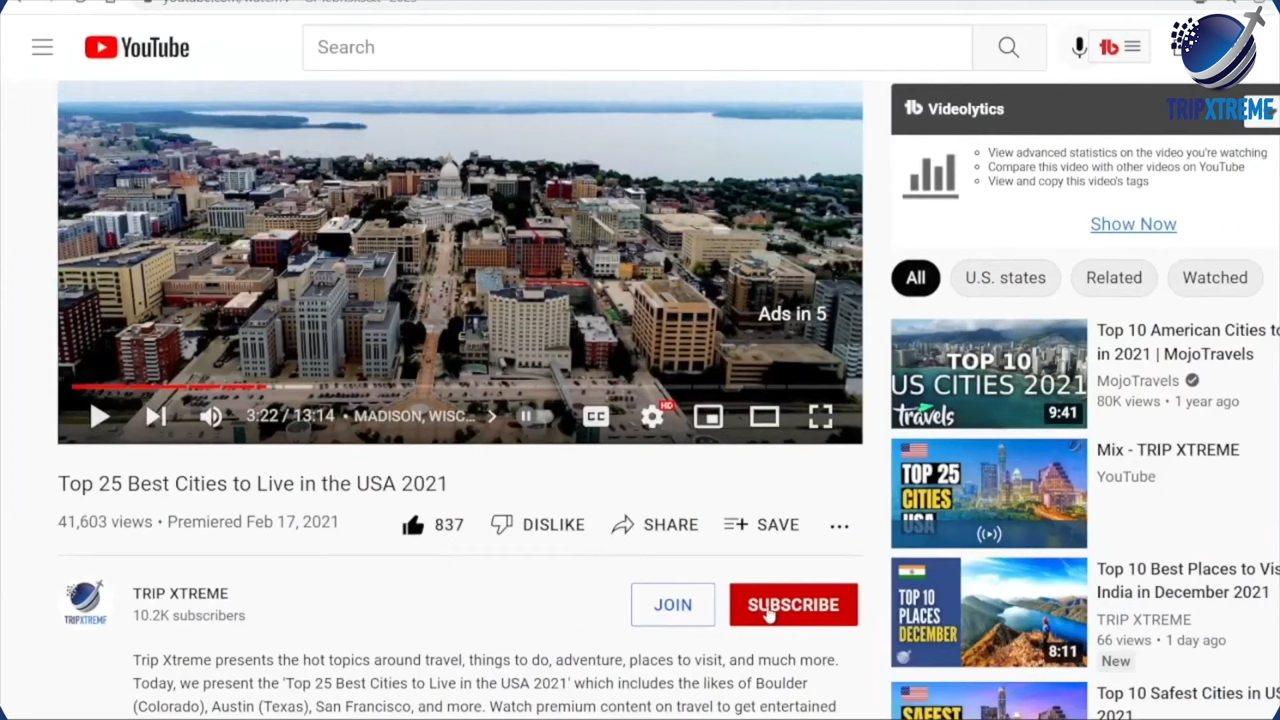 YouTube
Search
TRIPXTREME
Videolytics
View advanced statistics on the video you're watching
Compare this video with other videos on YouTube
View and copy this video's tags
Show Now
Ads in 5
3:22 / 13:14 • MADISON, WISC...
CC
HD
All
U.S. states
Related
Watched
TOP 10
US CITIES 2021
travels
9:41
Top 10 American Cities to
in 2021 | MojoTravels
MojoTravels
80K views • 1 year ago
TOP 25
CITIES
USA
Mix - TRIP XTREME
YouTube
Top 25 Best Cities to Live in the USA 2021
41,603 views • Premiered Feb 17, 2021
837
DISLIKE
SHARE
SAVE
TOP 10
PLACES
DECEMBER
8:11
Top 10 Best Places to Vis
India in December 2021
TRIP XTREME
66 views • 1 day ago
New
TRIPXTREME
TRIP XTREME
10.2K subscribers
JOIN
SUBSCRIBE
Trip Xtreme presents the hot topics around travel, things to do, adventure, places to visit, and much more.
Today, we present the 'Top 25 Best Cities to Live in the USA 2021' which includes the likes of Boulder
(Colorado), Austin (Texas), San Francisco, and more. Watch premium content on travel to get entertained
SAFEST
Top 10 Safest Cities in US
2021